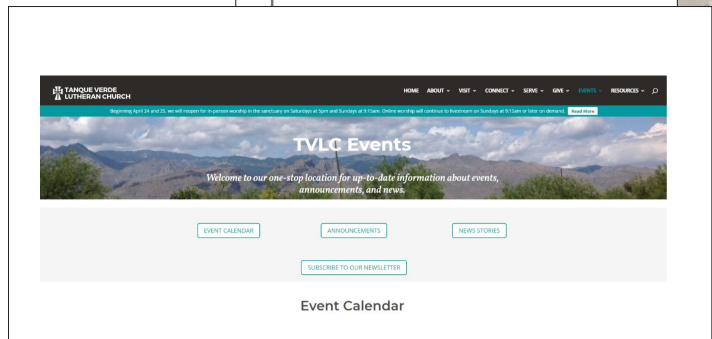 TANQUE VERDE
LUTHERAN CHURCH
HOME ABOUT VISIT CONNECT SERVE GIVE EVENTS RESOURCES
Beginning April 24 and 25, we will reopen for in-person worship in the sanctuary on Saturdays at 5pm and Sundays at 9:15am. Online worship will continue to livestream on Sundays at 9:15am or later on demand Read More
TVLC Events
Welcome to our one-stop location for up-to-date information about events,
announcements, and news.
EVENT CALENDAR ANNOUNCEMENTS NEWS STORIES
SUBSCRIBE TO OUR NEWSLETTER
Event Calendar